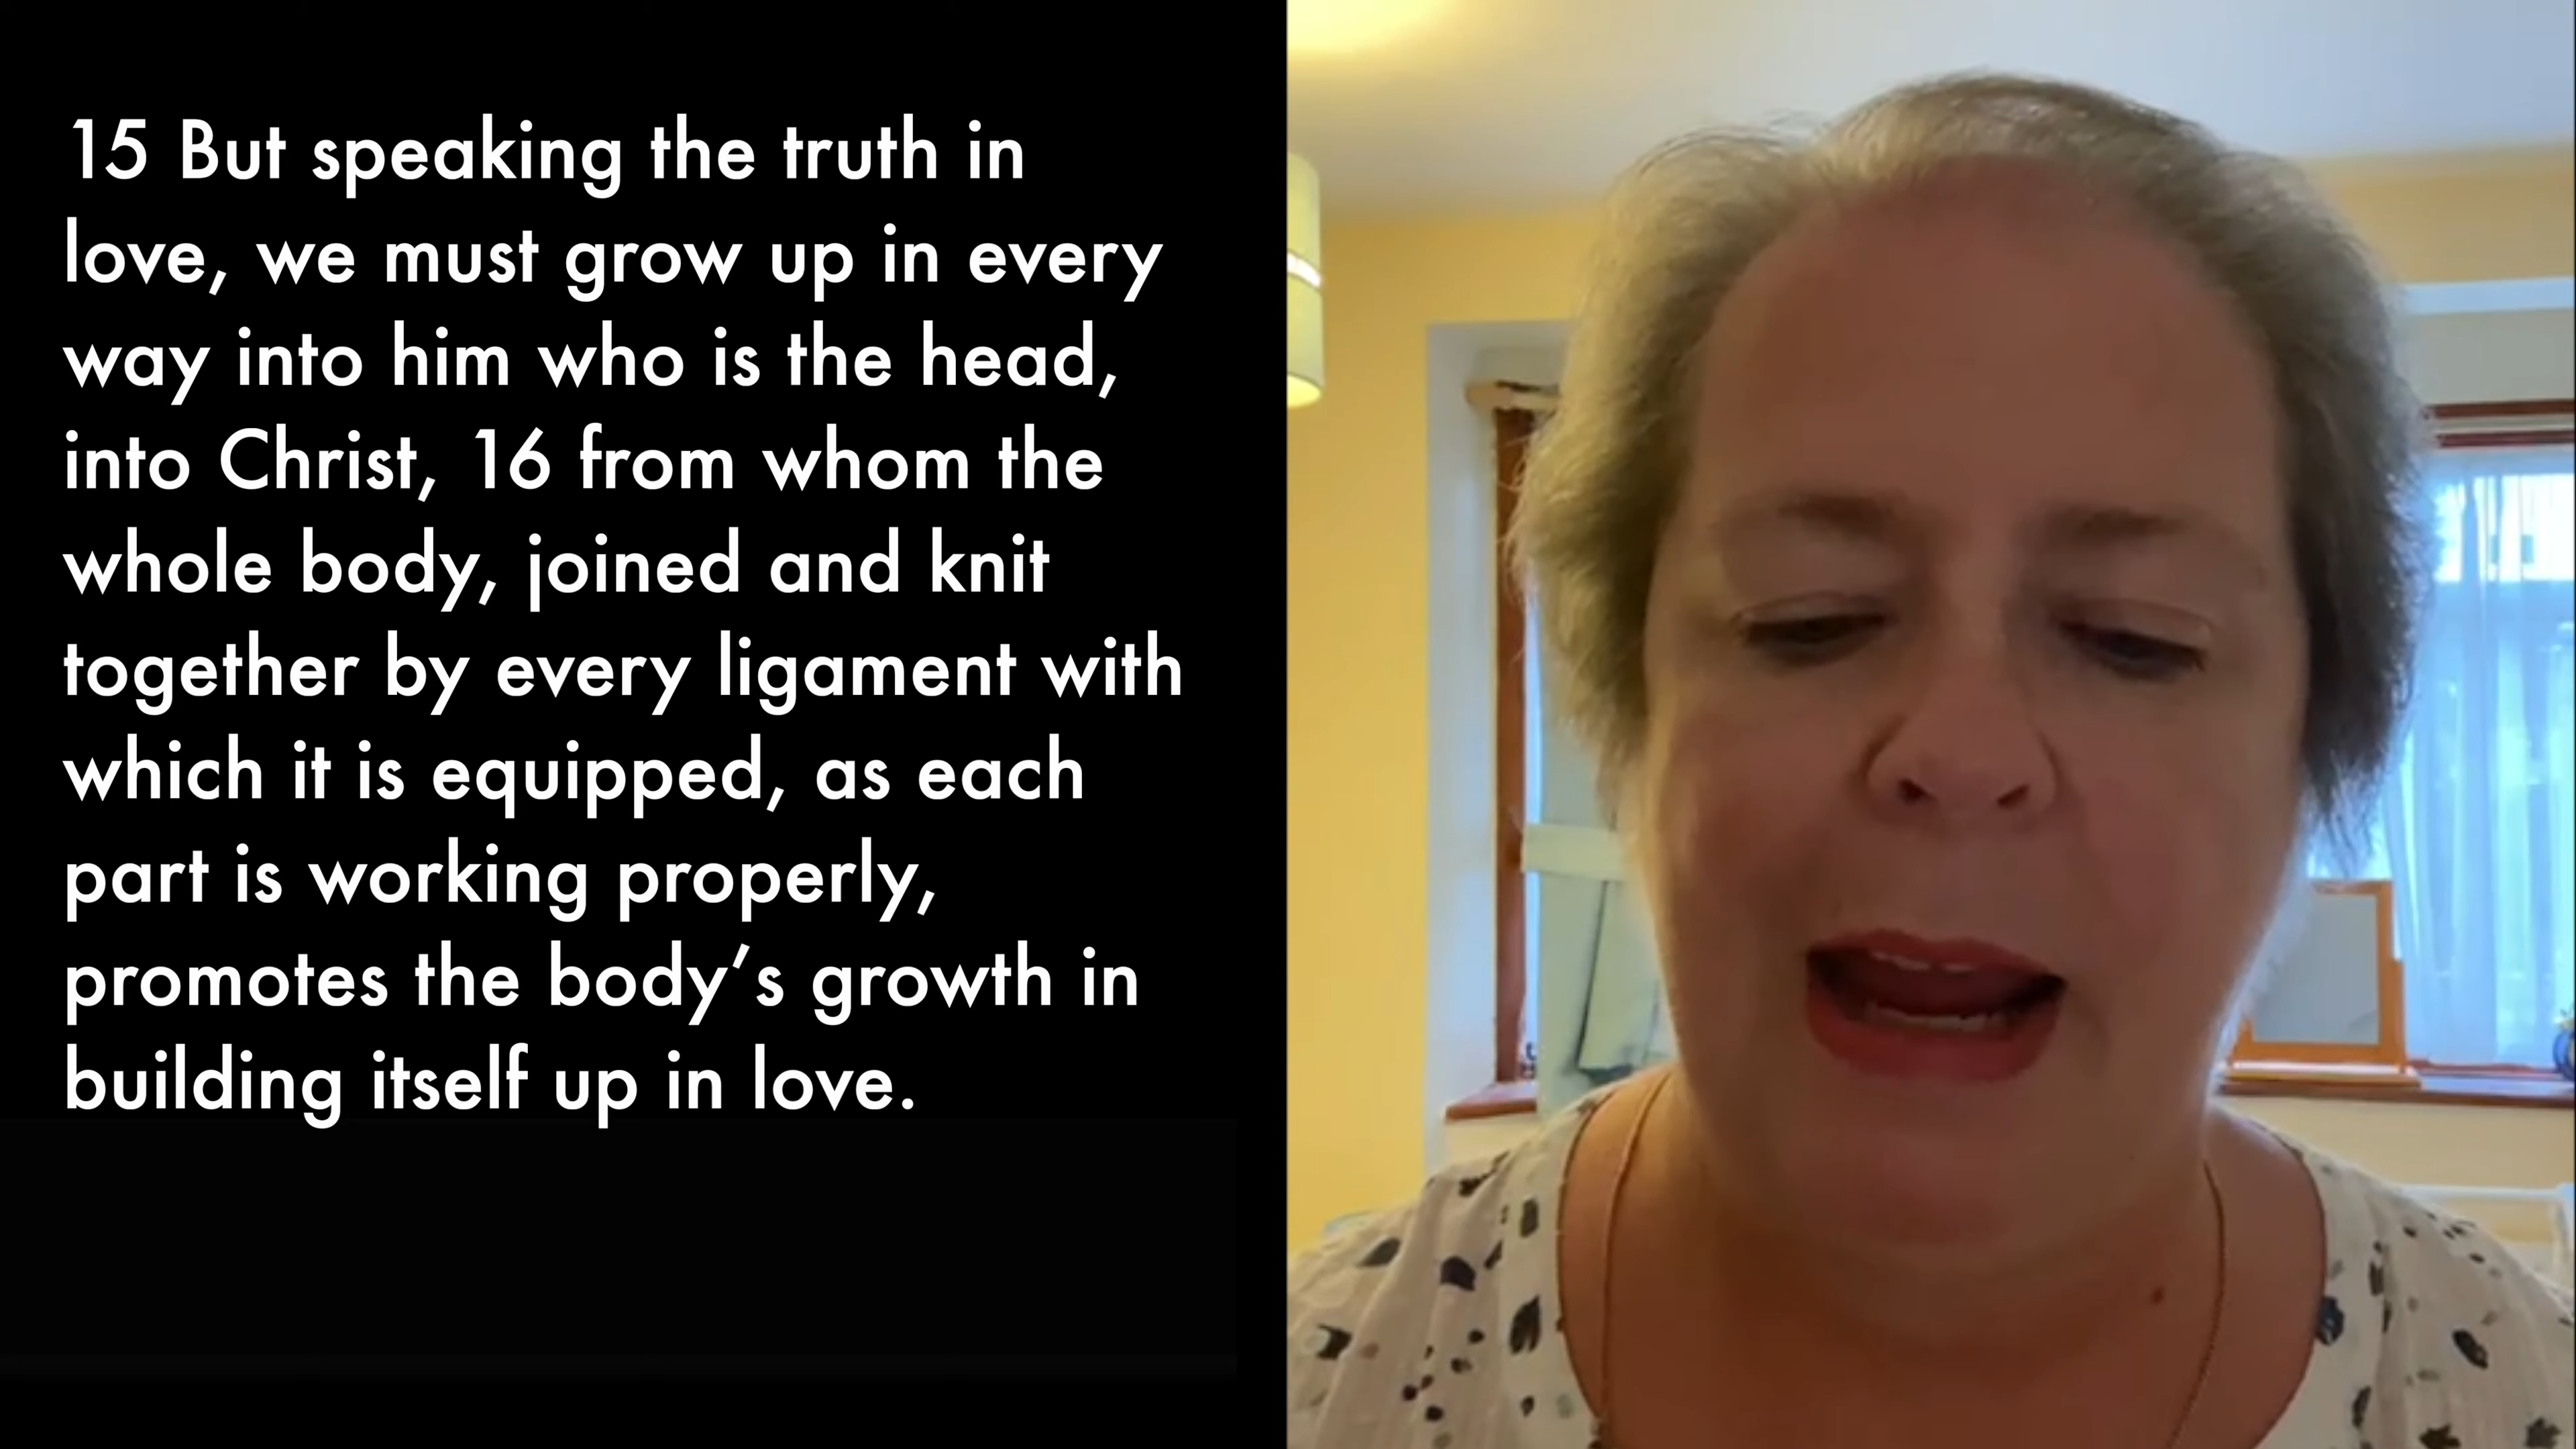 15 But speaking the truth in
love, we must grow up in every
way into him who is the head,
into Christ, 16 from whom the
whole body, joined and knit
together by every ligament with
which it is equipped, as each
part is working properly,
promotes the body’s growth in
building itself up in love.